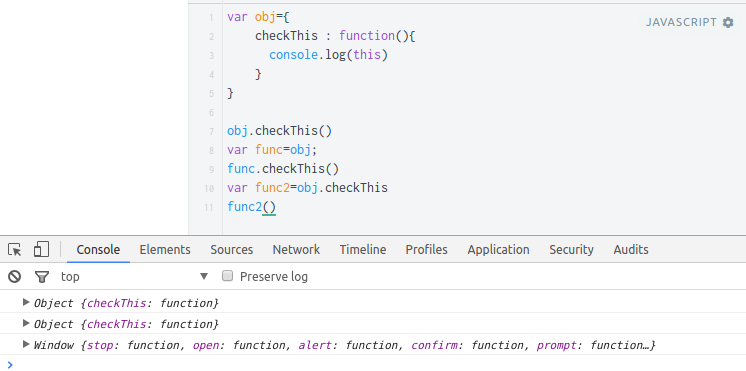 1 var obj={
JAVASCRIPT
2 checkThis : function(){
3 console.log(this)
4 }
5 }
6
7 obj.checkThis()
8 var func=obj;
9 func.checkThis()
10 var func2=obj.checkThis
11 func2()
Console Elements Sources Network Timeline Profiles Application Security Audits
top Preserve log
Object {checkThis: function}
Object {checkThis: function}
Window {stop: function, open: function, alert: function, confirm: function, prompt: function…}